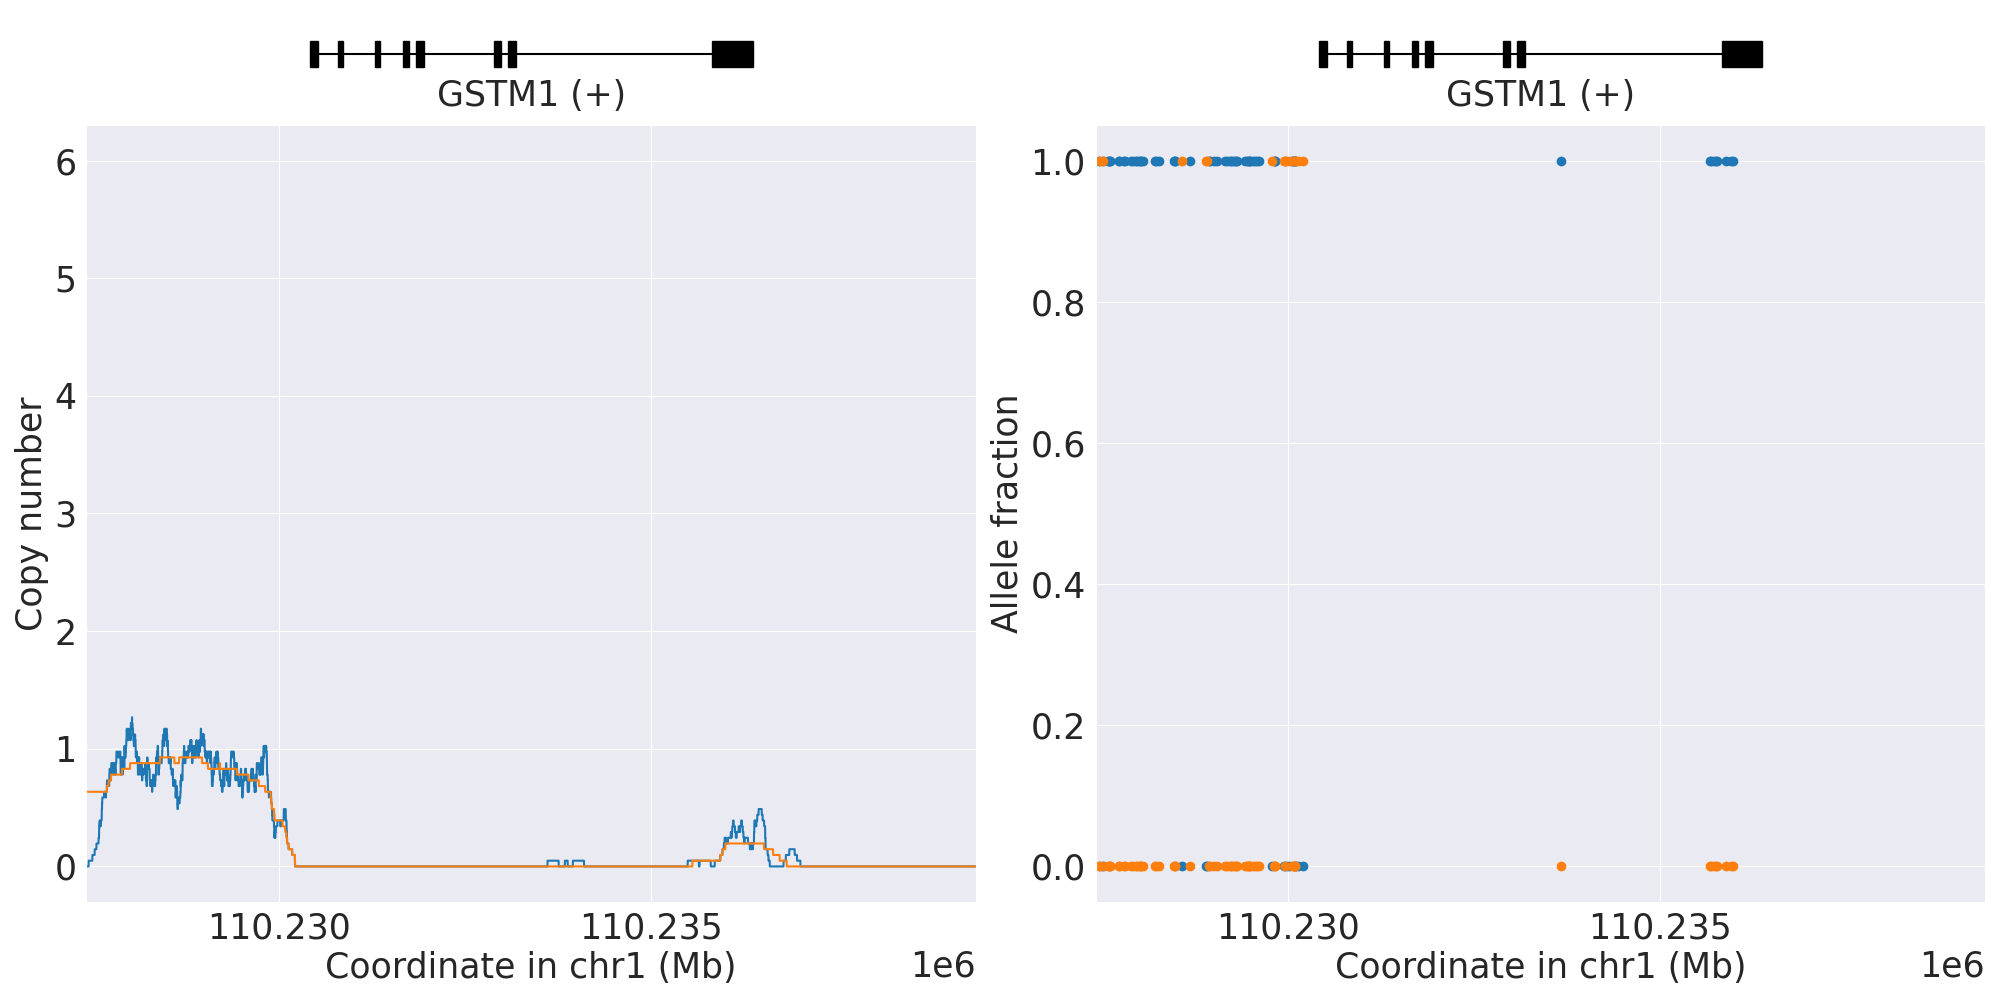 GSTM1 (+)
6
5
4
3
2
1
0
Copy number
110.230
110.235
Coordinate in chr1 (Mb)
1e6
GSTM1 (+)
1.0
0.8
0.6
0.4
0.2
0.0
Allele fraction
110.230
110.235
Coordinate in chr1 (Mb)
1e6